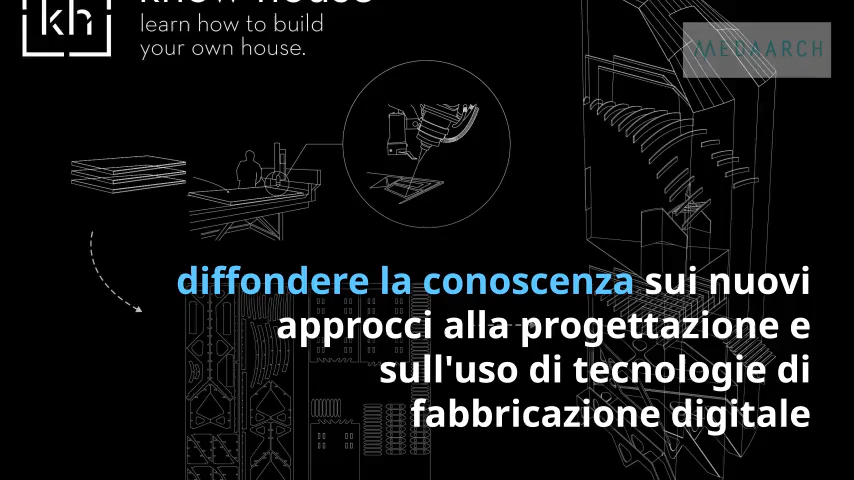 kh
know house
learn how to build
your own house.
MEDAARCH
diffondere la conoscenza sui nuovi
approcci alla progettazione e
sull'uso di tecnologie di
fabbricazione digitale